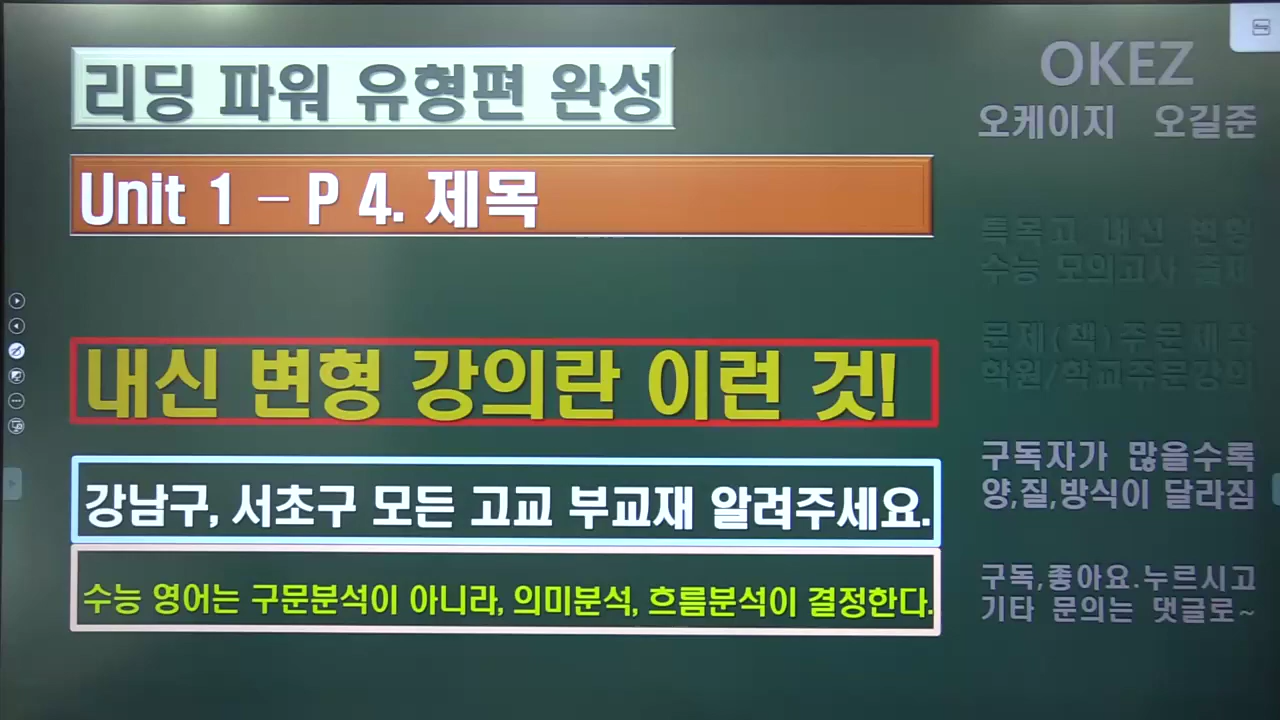 리딩 파워 유형편 완성
Unit 1 – P 4. 제목
내신 변형 강의란 이런 것!
강남구, 서초구 모든 고교 부교재 알려주세요.
수능 영어는 구문분석이 아니라, 의미분석, 흐름분석이 결정한다.
OKEZ
오케이지 오길준
특목고 내신 변형
수능 모의고사 출제
문제(책)주문제작
학원/학교주문강의
구독자가 많을수록
양,질,방식이 달라짐
구독,좋아요.누르시고
기타 문의는 댓글로~